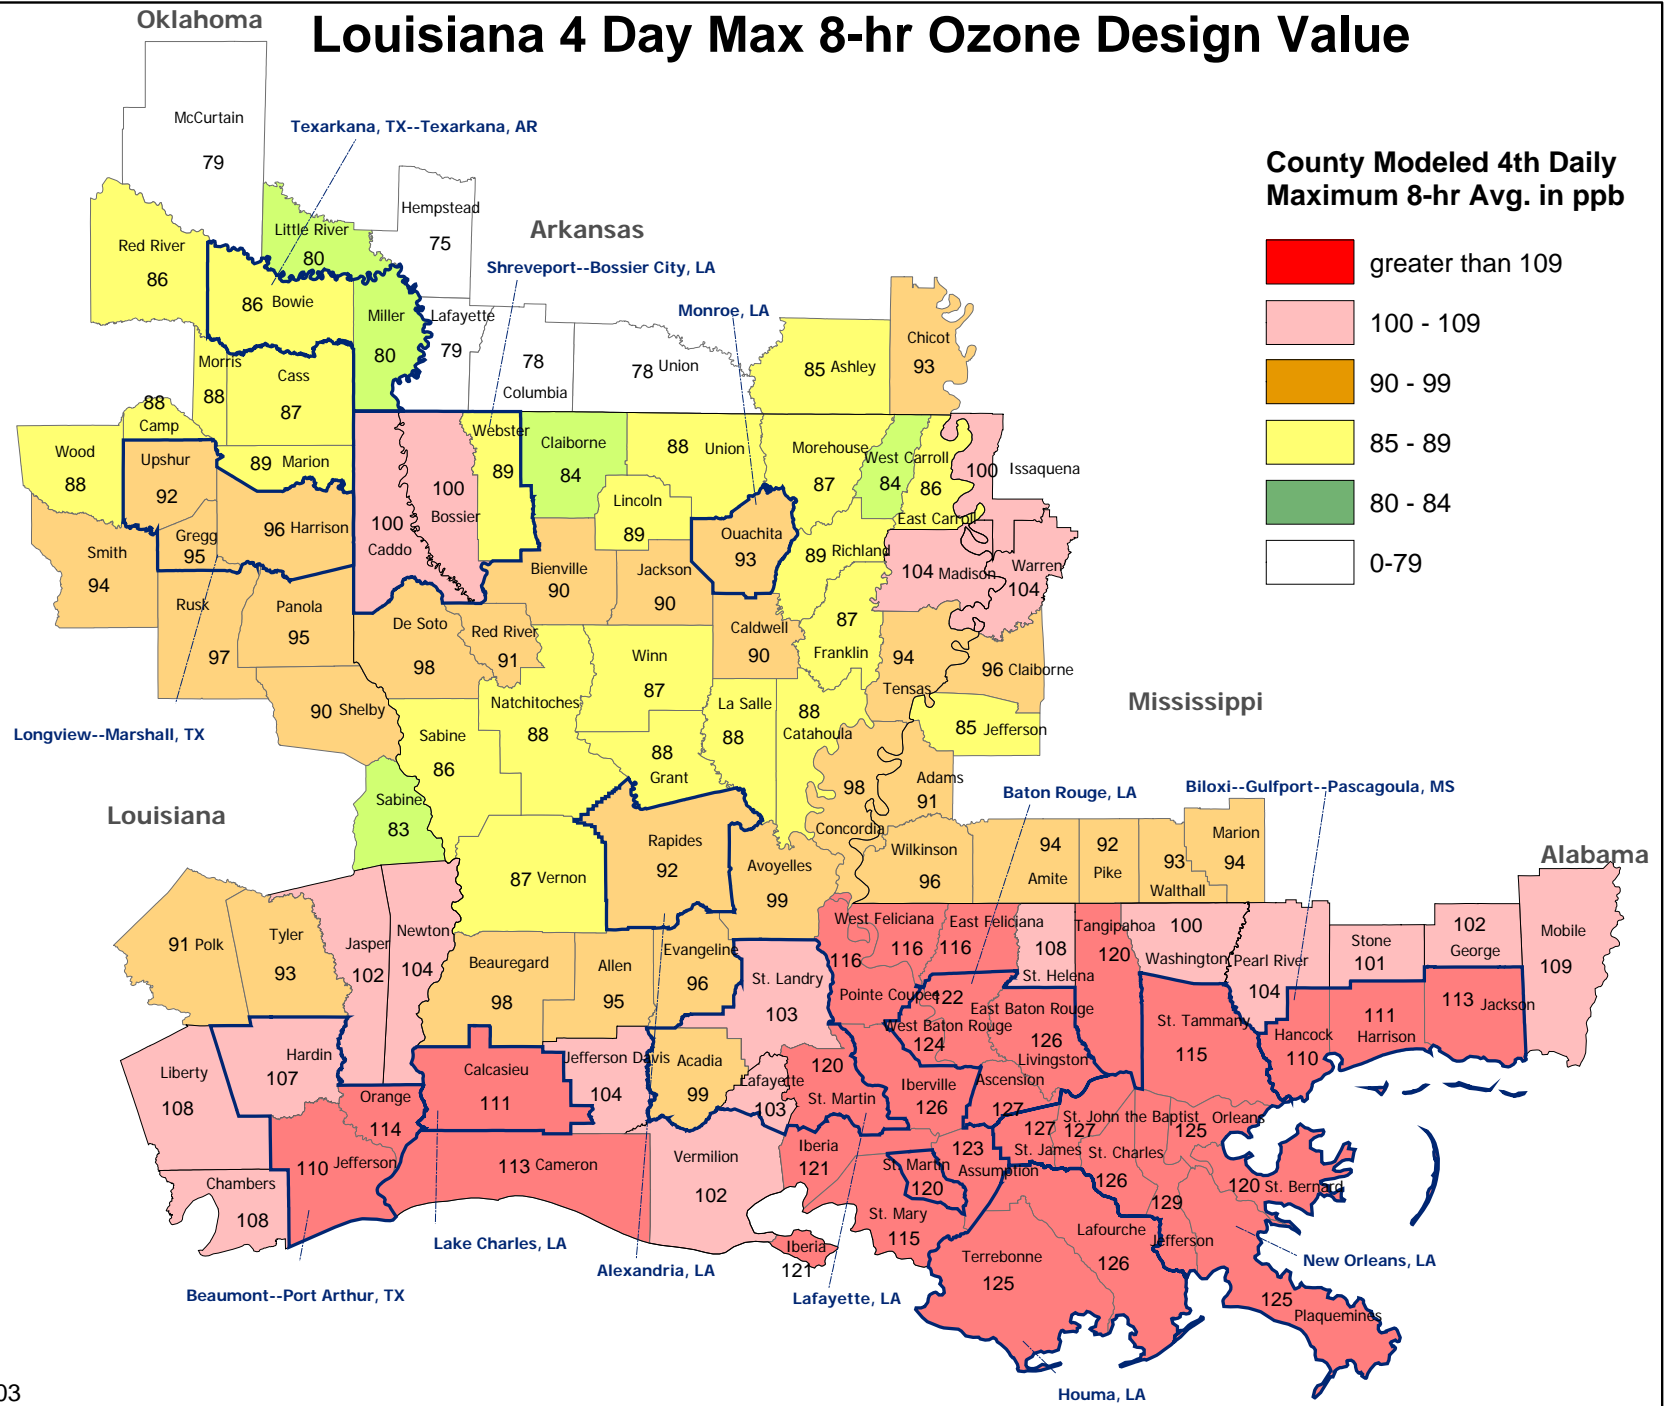 Louisiana 4 Day Max 8-hr Ozone Design Value
Oklahoma
McCurtain
79
Texarkana, TX--Texarkana, AR
County Modeled 4th Daily
Maximum 8-hr Avg. in ppb
greater than 109
100 - 109
90 - 99
85 - 89
80 - 84
0-79
Hempstead
75
Arkansas
Little River
80
Red River
86
86 Bowie
Shreveport--Bossier City, LA
Monroe, LA
Miller
80
Lafayette
79
78
Columbia
78 Union
85 Ashley
Chicot
93
Morris
88
Cass
87
88
Camp
Wood
88
Upshur
92
89 Marion
Webster
89
Claiborne
84
88 Union
Morehouse
87
West Carroll
84
86
East Carroll
100 Issaquena
100
Bossier
100
Caddo
Lincoln
89
Gregg
95
96 Harrison
Smith
94
Ouachita
93
89 Richland
104 Madison
Warren
104
Bienville
90
Jackson
90
Rusk
97
Panola
95
De Soto
98
Red River
91
Winn
87
Caldwell
90
87
Franklin
94
Tensas
96 Claiborne
Mississippi
90 Shelby
Longview--Marshall, TX
Natchitoches
88
La Salle
88
88
Catahoula
85 Jefferson
Sabine
86
88
Grant
98
Concordia
Adams
91
Baton Rouge, LA
Biloxi--Gulfport--Pascagoula, MS
Louisiana
Sabine
83
Rapides
92
Avoyelles
99
Wilkinson
96
94
Amite
92
Pike
93
Walthall
Marion
94
Alabama
87 Vernon
91 Polk
Tyler
93
Jasper
102
Newton
104
Beauregard
98
Allen
95
Evangeline
96
St. Landry
103
West Feliciana
116
East Feliciana
116
116
Pointe Coupee
108
St. Helena
Tangipahoa
120
100
Washington
Pearl River
104
Stone
101
102
George
Mobile
109
122
East Baton Rouge
West Baton Rouge
124
126
Livingston
St. Tammany
115
Hancock
110
111
Harrison
113 Jackson
Liberty
108
Hardin
107
Calcasieu
111
Jefferson Davis
104
Acadia
99
Lafayette
103
120
St. Martin
Iberville
126
Ascension
127
Orange
114
110 Jefferson
113 Cameron
Vermilion
102
Iberia
121
St. Martin
120
123
Assumption
127
St. James
St. John the Baptist
127
St. Charles
126
125
Orleans
120 St. Bernard
Chambers
108
St. Mary
115
Iberia
121
129
Jefferson
Lafourche
126
Terrebonne
125
125
Plaquemines
Lake Charles, LA
Alexandria, LA
Lafayette, LA
New Orleans, LA
Beaumont--Port Arthur, TX
Houma, LA
03